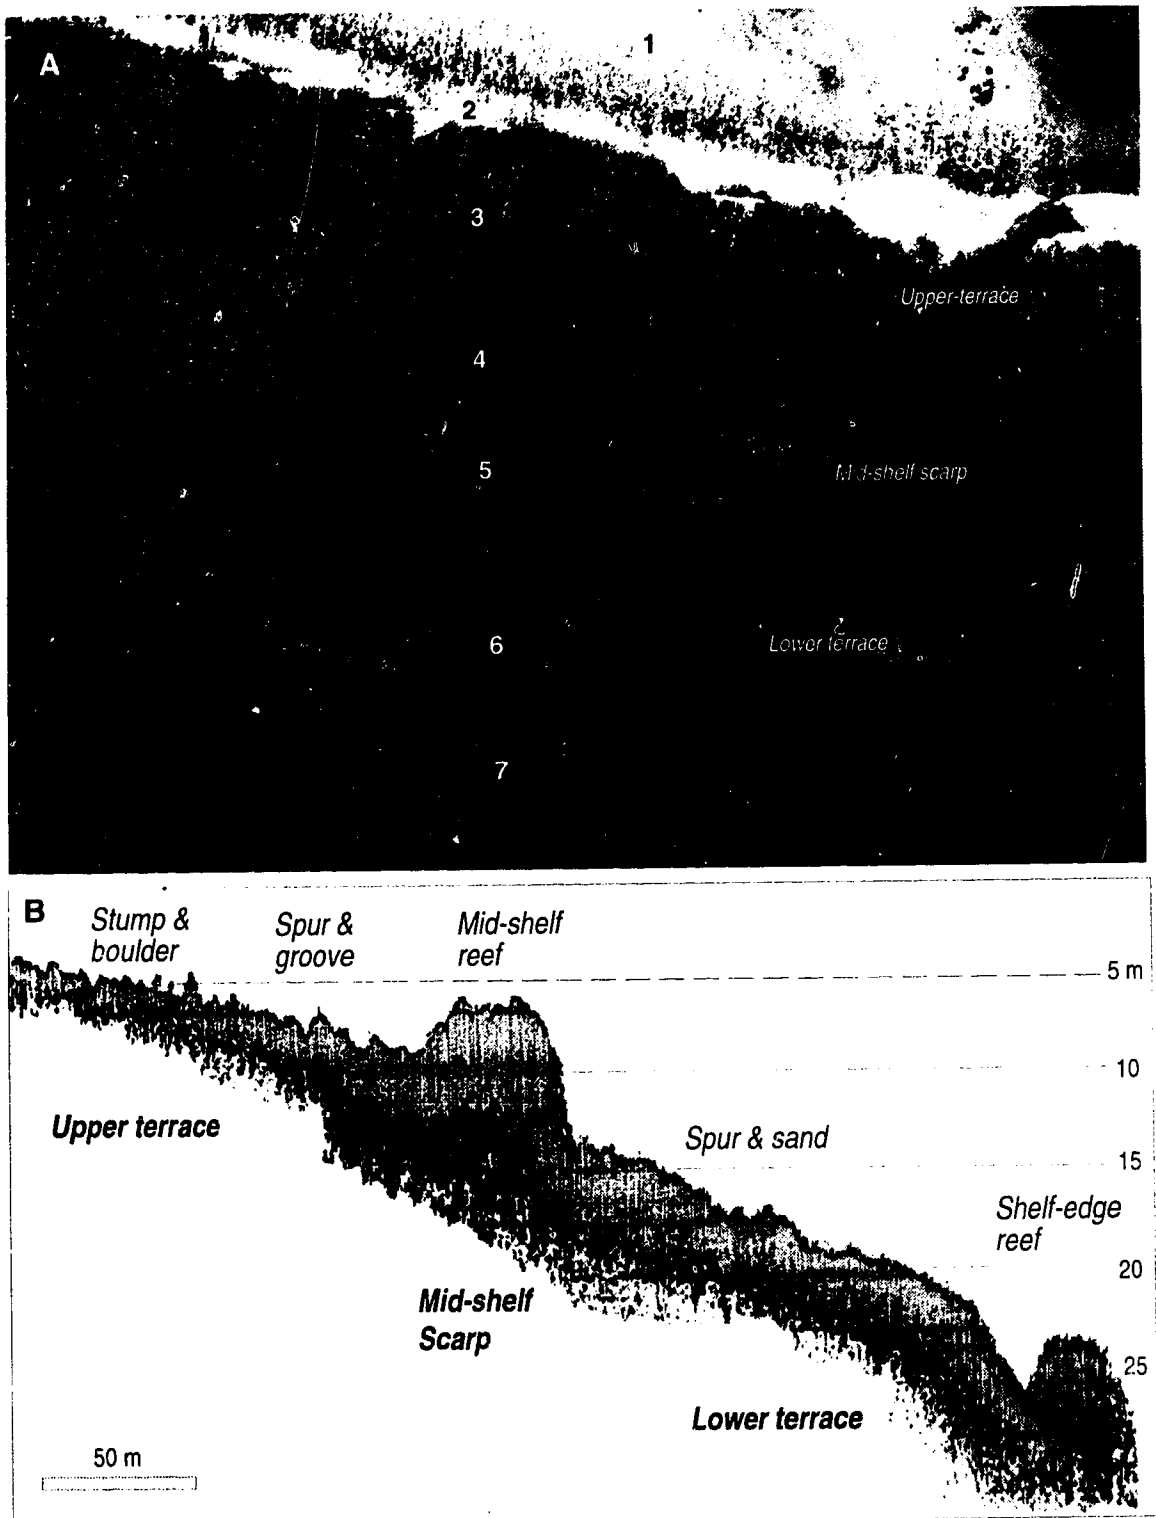 A
1
2
3
Upper-terrace
4
5
Mid-shelf scarp
6
Lower terrace
7
B
Stump &
boulder
Spur &
groove
Mid-shelf
reef
5 m
10
Upper terrace
Spur & sand
15
Shelf-edge
reef
20
Mid-shelf
Scarp
25
Lower terrace
50 m